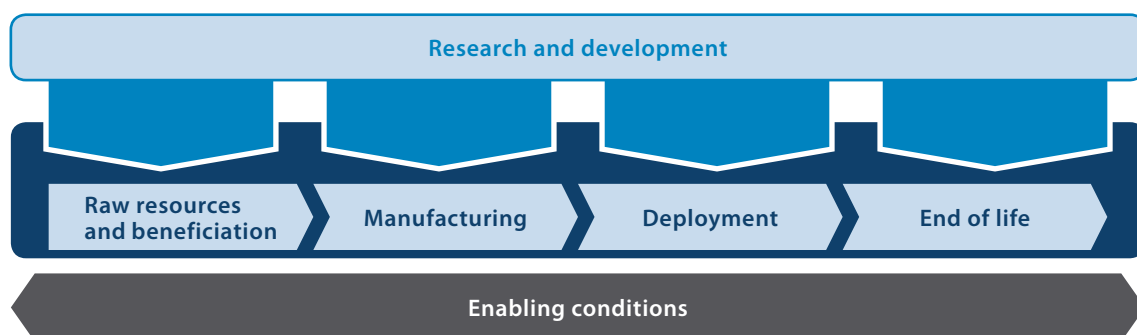 Research and development
Raw resources
and beneficiation
Manufacturing
Deployment
End of life
Enabling conditions